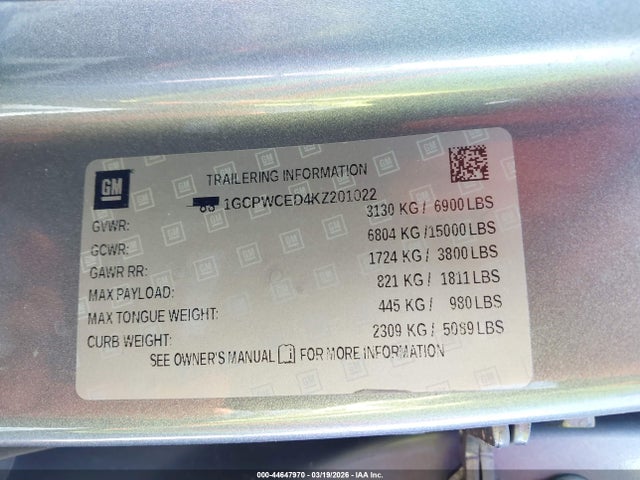 GM
TRAILERING INFORMATION
1GCPWCED4KZ201022
GVWR: 3130 KG / 6900 LBS
GCWR: 6804 KG /15000 LBS
GAWR RR: 1724 KG / 3800 LBS
MAX PAYLOAD: 821 KG / 1811 LBS
MAX TONGUE WEIGHT: 445 KG / 980 LBS
CURB WEIGHT: 2309 KG / 5089 LBS
SEE OWNER'S MANUAL FOR MORE INFORMATION
000-44647970 | 03/19/2026 | IAA Inc.